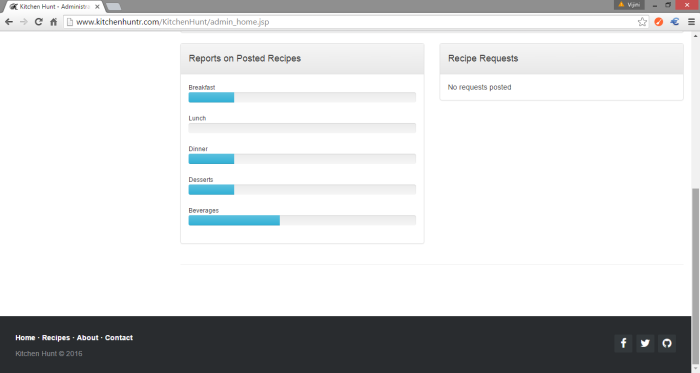 Kitchen Hunt - Administra
Vijini
www.kitchenhuntr.com/KitchenHunt/admin_home.jsp
Reports on Posted Recipes
Breakfast
Lunch
Dinner
Desserts
Beverages
Recipe Requests
No requests posted
Home · Recipes · About · Contact
Kitchen Hunt © 2016